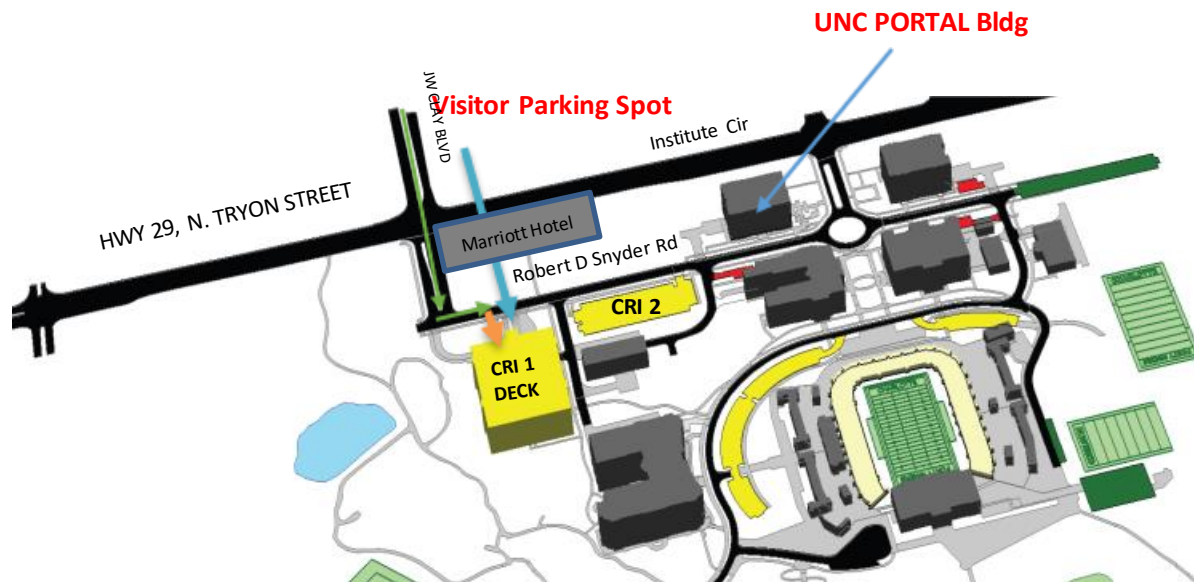 UNC PORTAL Bldg
JW CLAY BLVD
Visitor Parking Spot
Institute Cir
HWY 29, N. TRYON STREET
Marriott Hotel
Robert D Snyder Rd
CRI 2
CRI 1
DECK